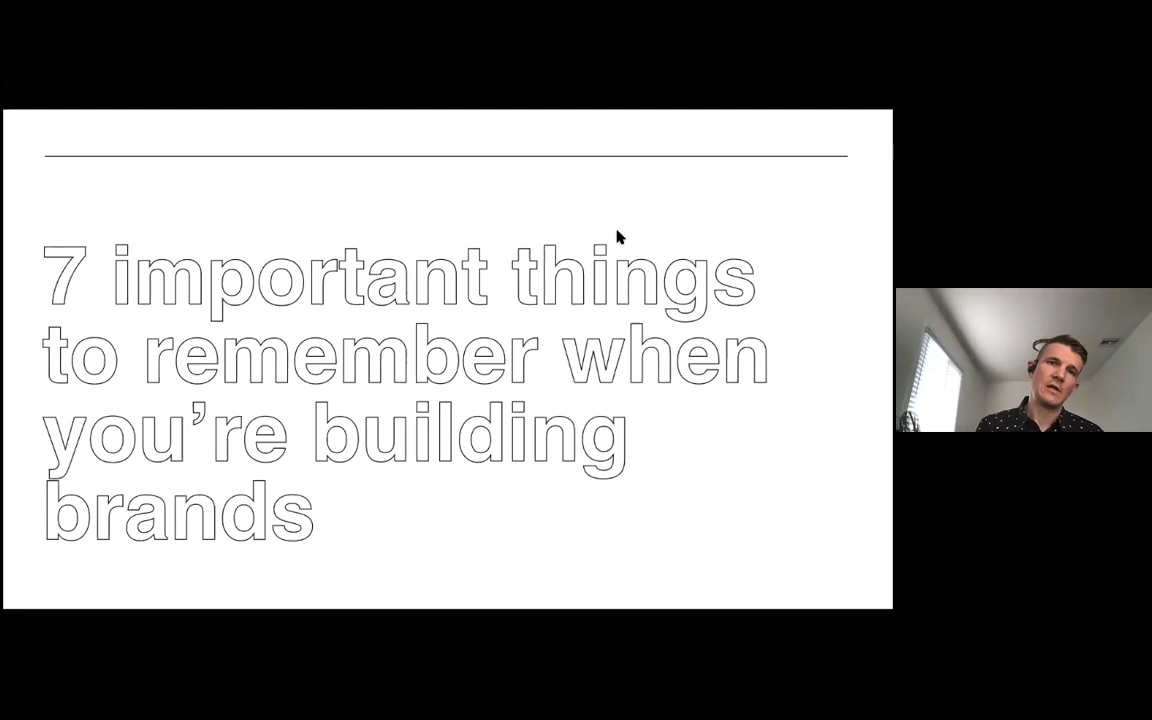 7 important things
to remember when
you’re building
brands